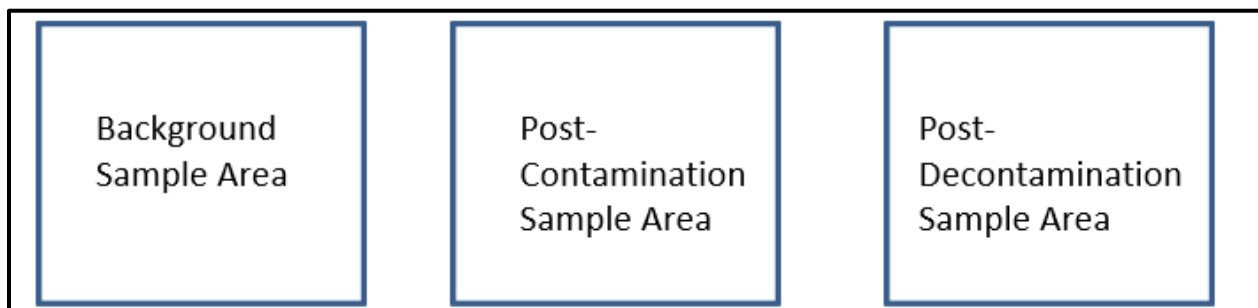 Background
Sample Area
Post-
Contamination
Sample Area
Post-
Decontamination
Sample Area